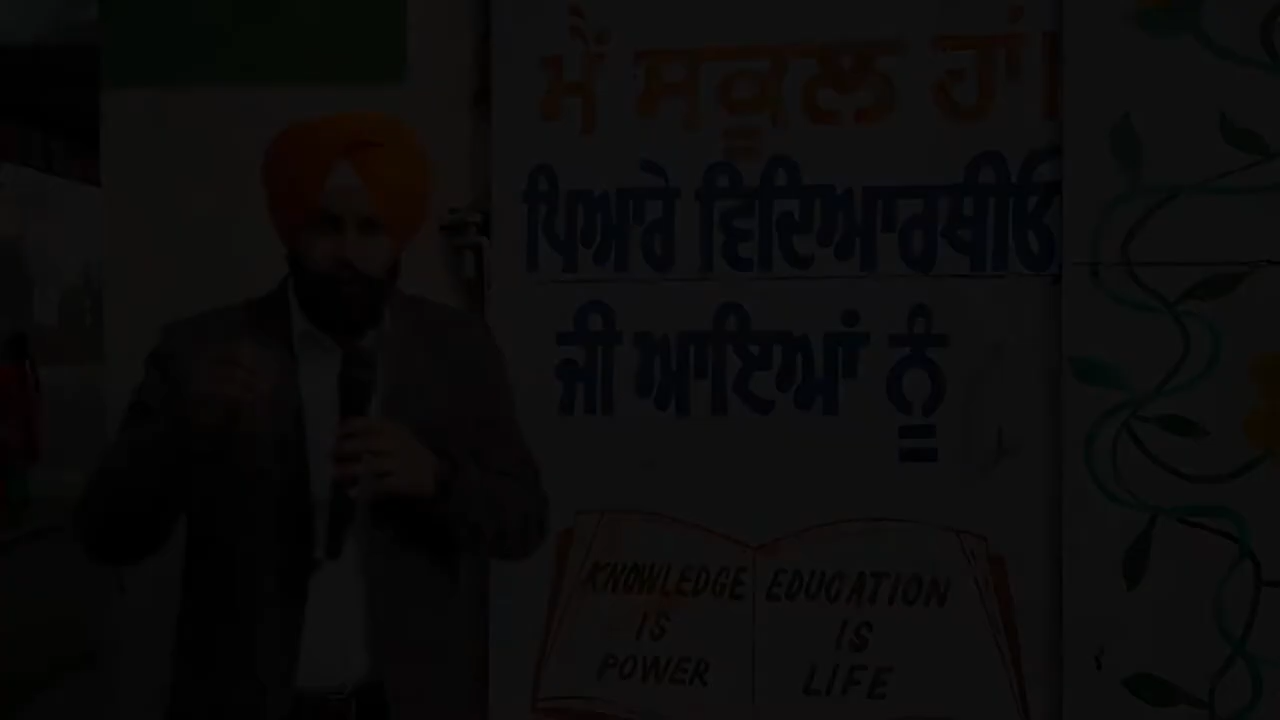 ਮੈਂ ਸਕੂਲ ਹਾਂ।
ਪਿਆਰੇ ਵਿਦਿਆਰਥੀਓ
ਜੀ ਆਇਆਂ ਨੂੰ
KNOWLEDGE
IS
POWER
EDUCATION
IS
LIFE